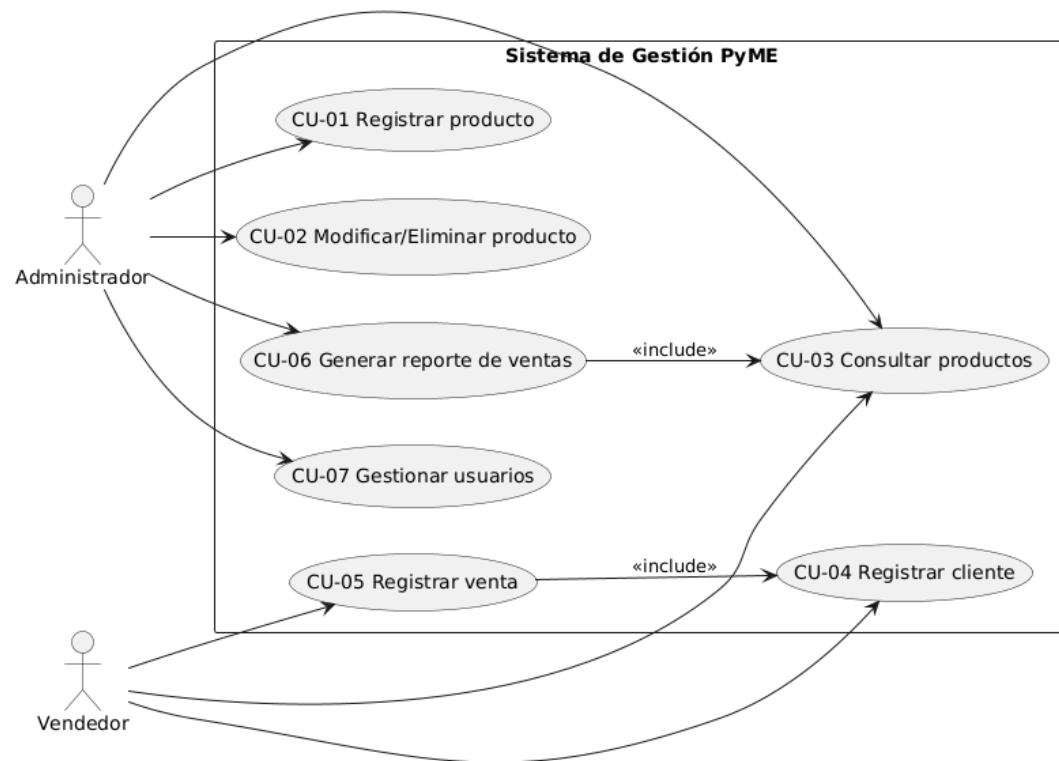 Sistema de Gestión PyME
CU-01 Registrar producto
CU-02 Modificar/Eliminar producto
Administrador
CU-06 Generar reporte de ventas
«include»
CU-03 Consultar productos
CU-07 Gestionar usuarios
CU-05 Registrar venta
«include»
CU-04 Registrar cliente
Vendedor